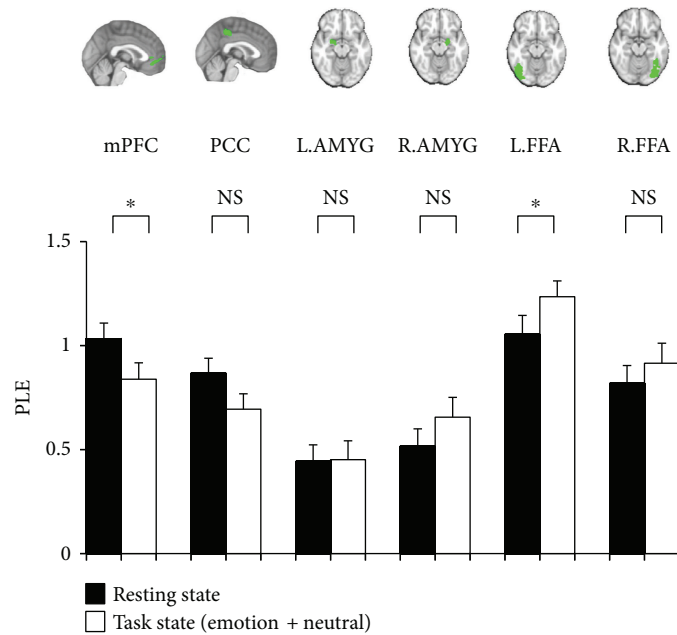 mPFC PCC L.AMYG R.AMYG L.FFA R.FFA
* NS NS NS * NS
1.5
1
0.5
0
PLE
Resting state
Task state (emotion + neutral)